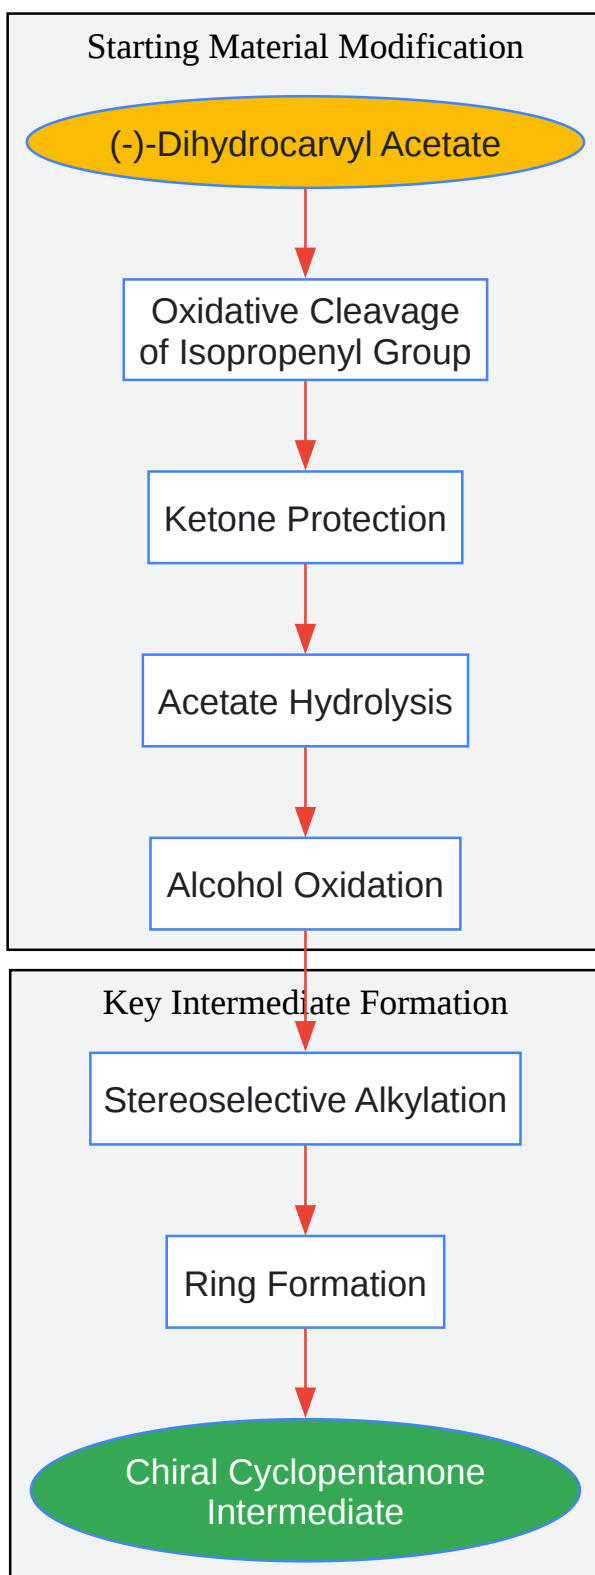 Starting Material Modification
(-)-Dihydrocarvyl Acetate
Oxidative Cleavage
of Isopropenyl Group
Ketone Protection
Acetate Hydrolysis
Alcohol Oxidation
Key Intermediate Formation
Stereoselective Alkylation
Ring Formation
Chiral Cyclopentanone
Intermediate